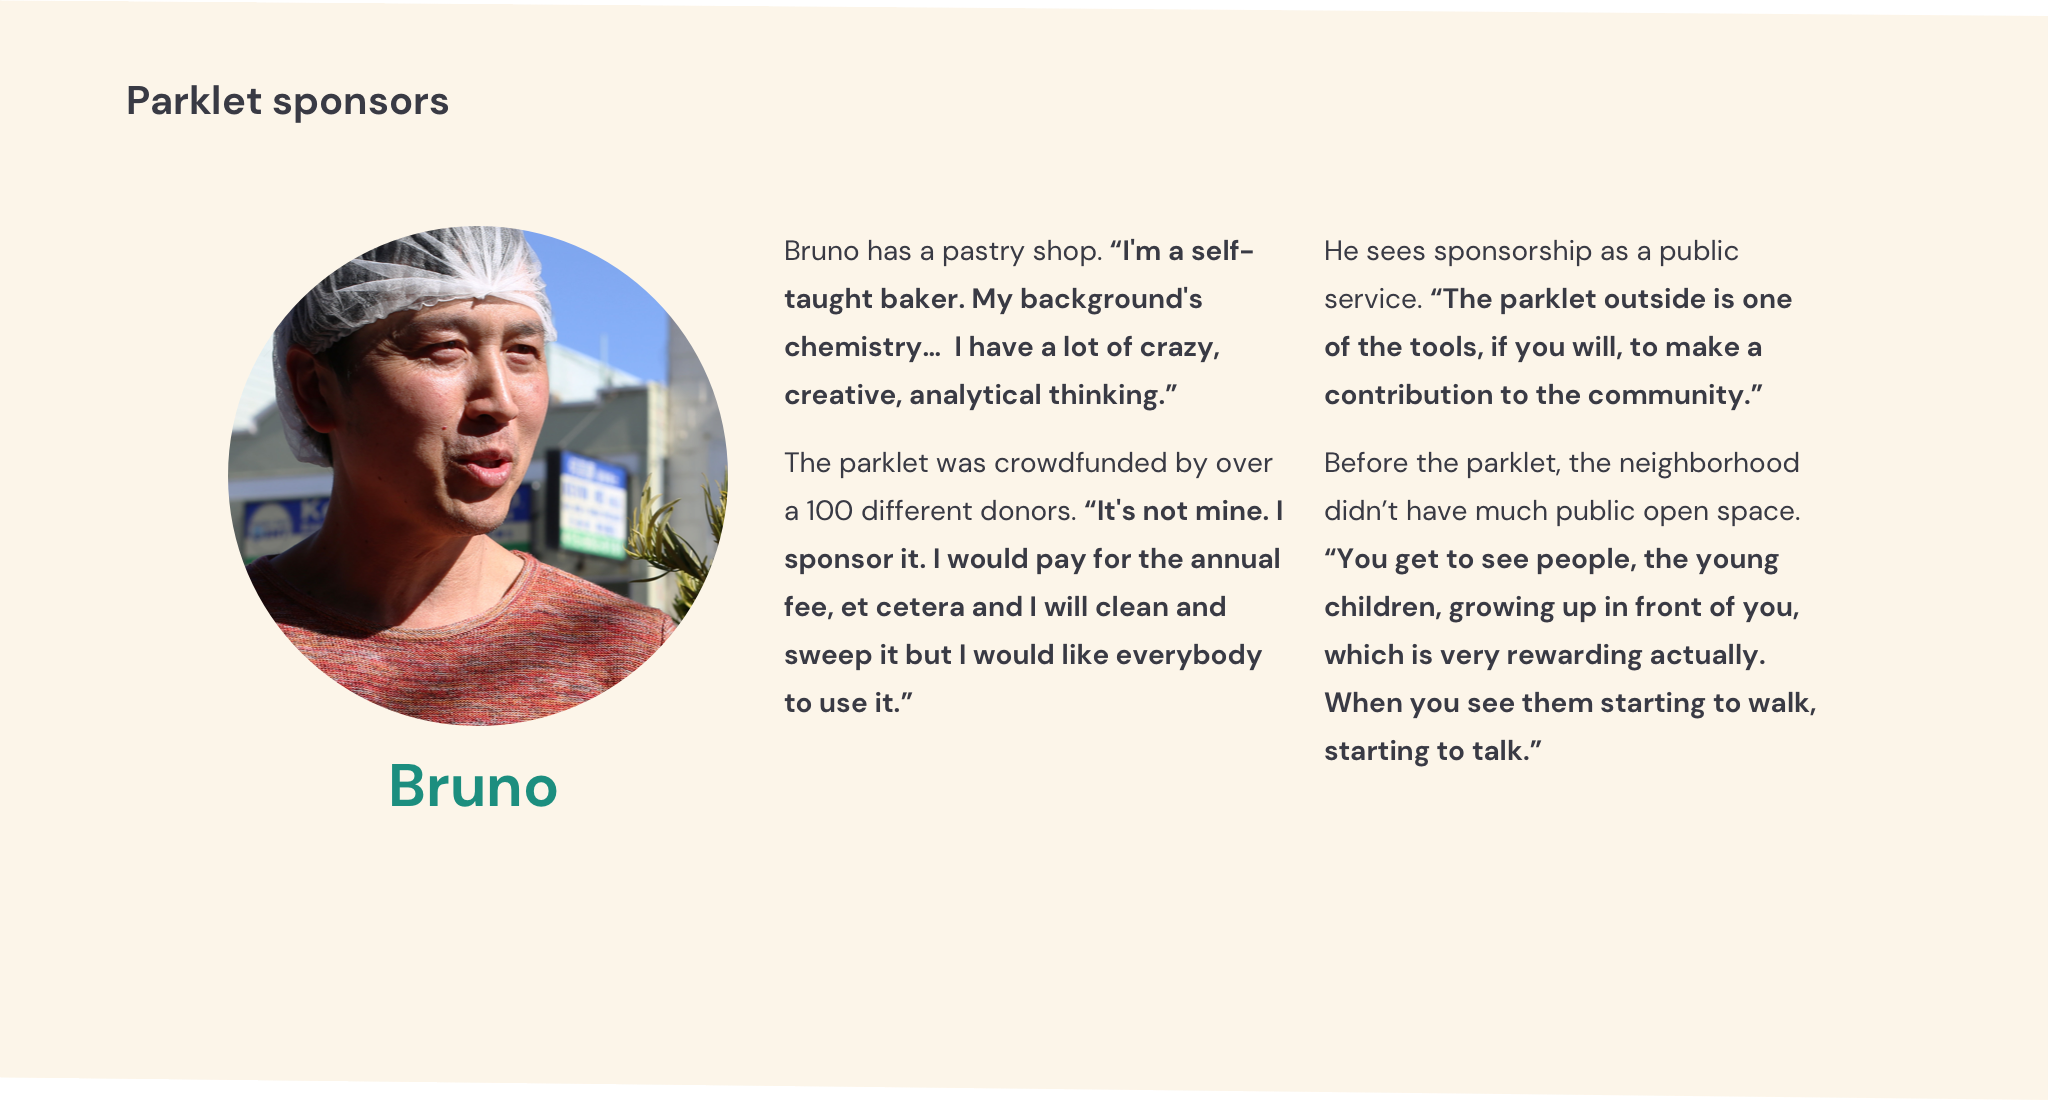 Parklet sponsors
Bruno
Bruno has a pastry shop. “I'm a self-
taught baker. My background's
chemistry...  I have a lot of crazy,
creative, analytical thinking.”
The parklet was crowdfunded by over
a 100 different donors. “It's not mine. I
sponsor it. I would pay for the annual
fee, et cetera and I will clean and
sweep it but I would like everybody
to use it.”
He sees sponsorship as a public
service. “The parklet outside is one
of the tools, if you will, to make a
contribution to the community.”
Before the parklet, the neighborhood
didn’t have much public open space.
“You get to see people, the young
children, growing up in front of you,
which is very rewarding actually.
When you see them starting to walk,
starting to talk.”